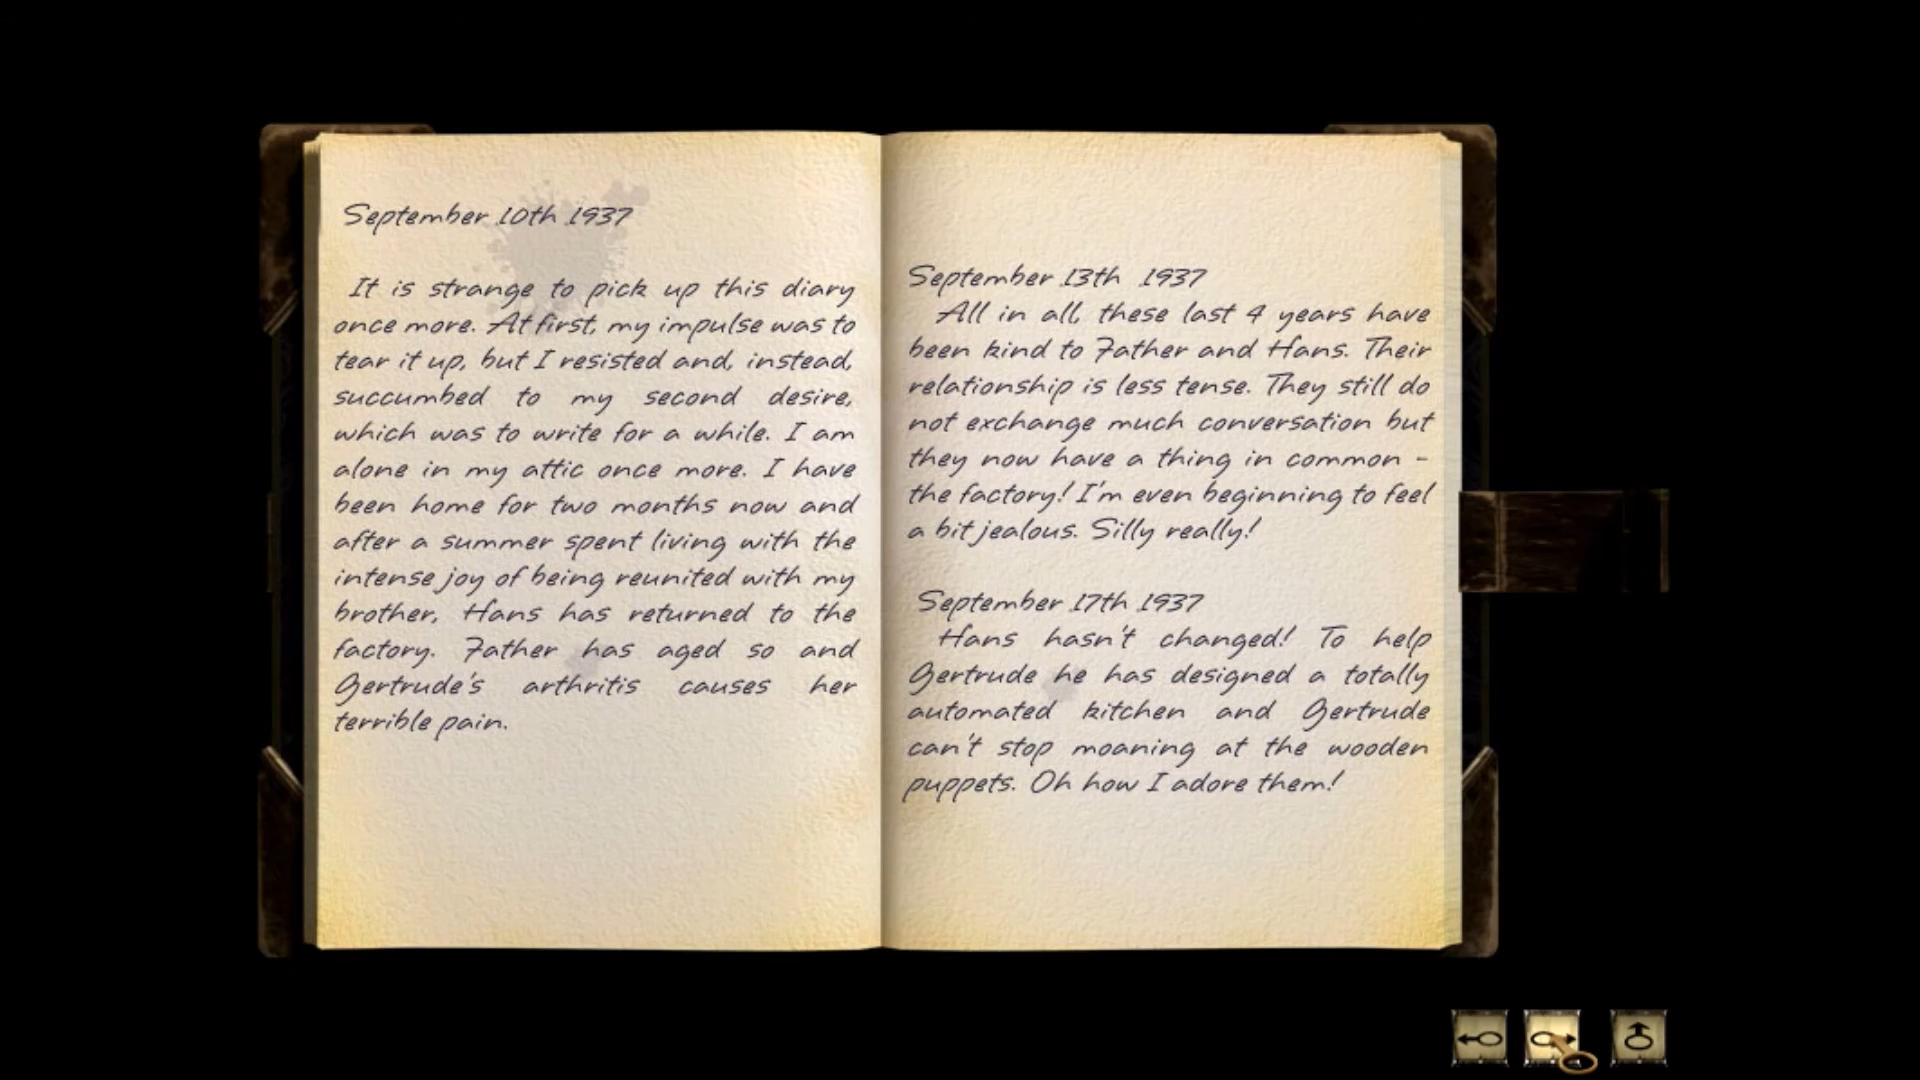 September 10th 1937
It is strange to pick up this diary
once more. At first, my impulse was to
tear it up, but I resisted and, instead,
succumbed to my second desire,
which was to write for a while. I am
alone in my attic once more. I have
been home for two months now and
after a summer spent living with the
intense joy of being reunited with my
brother, Hans has returned to the
factory. Father has aged so and
Gertrude's arthritis causes her
terrible pain.
September 13th 1937
All in all, these last 4 years have
been kind to Father and Hans. Their
relationship is less tense. They still do
not exchange much conversation but
they now have a thing in common -
the factory! I'm even beginning to feel
a bit jealous. Silly really!
September 17th 1937
Hans hasn't changed! To help
Gertrude he has designed a totally
automated kitchen and Gertrude
can't stop moaning at the wooden
puppets. Oh how I adore them!